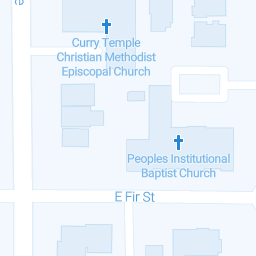 Curry Temple
Christian Methodist
Episcopal Church
Peoples Institutional
Baptist Church
E Fir St